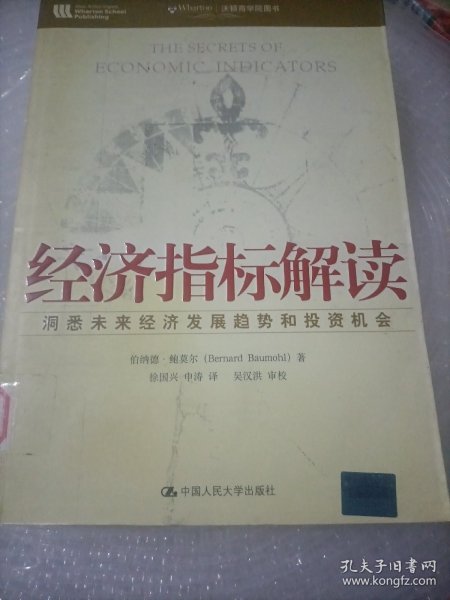 Wharton School
Publishing
Wharton 沃顿商学院图书
THE SECRETS OF
ECONOMIC INDICATORS
经济指标解读
洞悉未来经济发展趋势和投资机会
伯纳德·鲍莫尔 (Bernard Baumohl) 著
徐国兴 申涛 译 吴汉洪 审校
中国人民大学出版社
孔夫子旧书网
www.kongfz.com